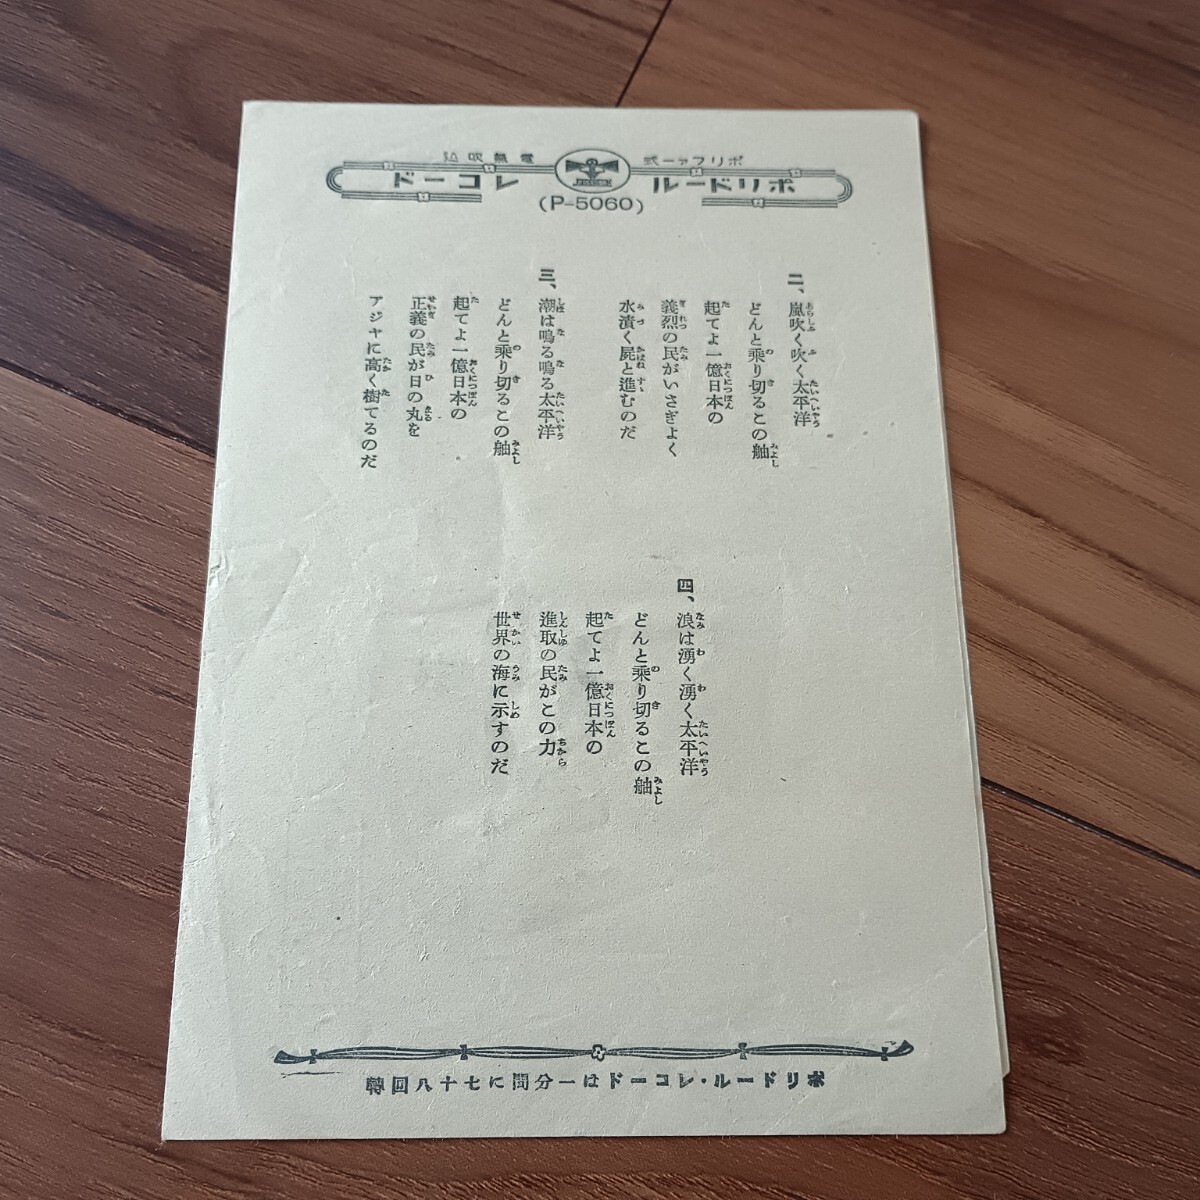 ポリファー式 電氣吹込
ポリドール レコード
(P-5060)
二、嵐吹く吹く太平洋
どんと乘り切るこの舳
起てよ一億日本の
義烈の民がいさぎよく
水漬く屍と進むのだ
三、潮は鳴る鳴る太平洋
どんと乘り切るこの舳
起てよ一億日本の
正義の民が日の丸を
アジヤに高く樹てるのだ
四、浪は湧く湧く太平洋
どんと乘り切るこの舳
起てよ一億日本の
進取の民がこの力
世界の海に示すのだ
ポリドール・レコードは一分間に七十八回轉